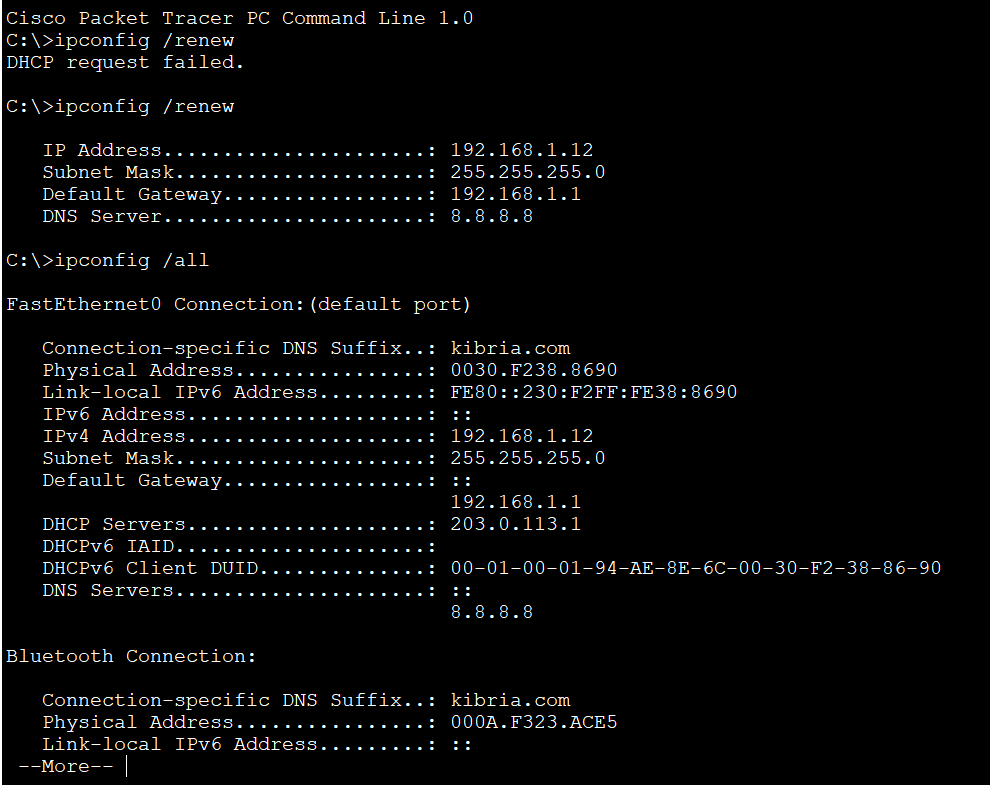 Cisco Packet Tracer PC Command Line 1.0
C:\>ipconfig /renew
DHCP request failed.
C:\>ipconfig /renew
IP Address......................: 192.168.1.12
Subnet Mask.....................: 255.255.255.0
Default Gateway.................: 192.168.1.1
DNS Server......................: 8.8.8.8
C:\>ipconfig /all
FastEthernet0 Connection:(default port)
Connection-specific DNS Suffix..: kibria.com
Physical Address................: 0030.F238.8690
Link-local IPv6 Address.........: FE80::230:F2FF:FE38:8690
IPv6 Address....................: ::
IPv4 Address....................: 192.168.1.12
Subnet Mask.....................: 255.255.255.0
Default Gateway.................: ::
192.168.1.1
DHCP Servers....................: 203.0.113.1
DHCPv6 IAID.....................:
DHCPv6 Client DUID..............: 00-01-00-01-94-AE-8E-6C-00-30-F2-38-86-90
DNS Servers.....................: ::
8.8.8.8
Bluetooth Connection:
Connection-specific DNS Suffix..: kibria.com
Physical Address................: 000A.F323.ACE5
Link-local IPv6 Address.........: ::
--More--